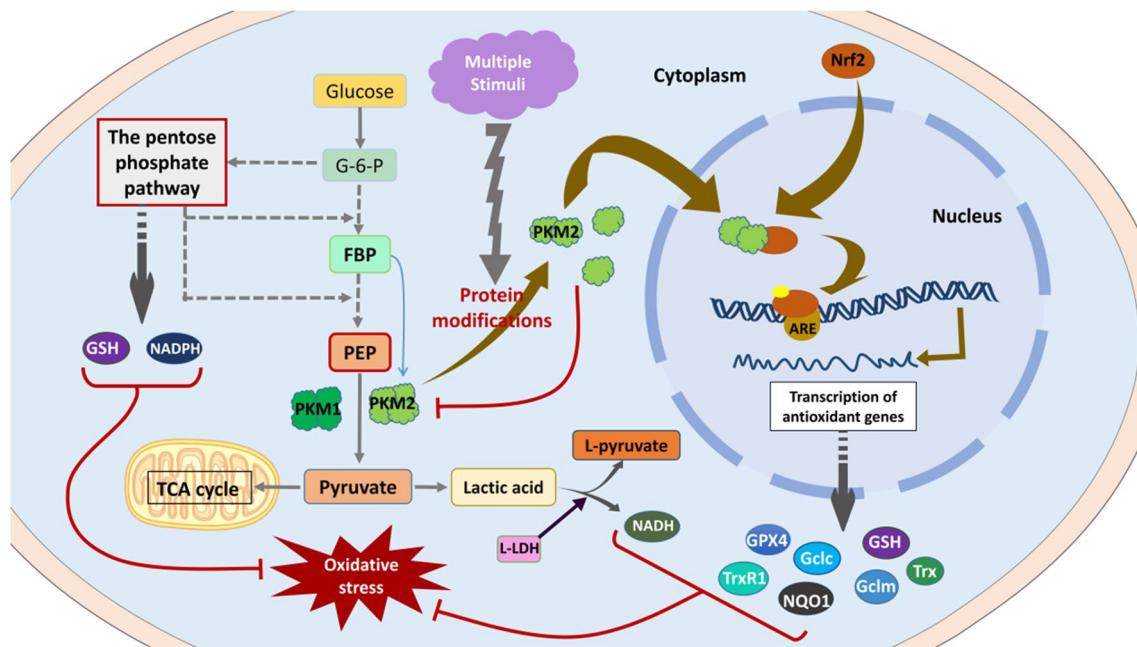 Multiple
Stimuli
Cytoplasm
Nrf2
Glucose
The pentose
phosphate
pathway
G-6-P
PKM2
Nucleus
FBP
Protein
modifications
ARE
GSH
NADPH
PEP
PKM1
PKM2
Transcription of
antioxidant genes
L-pyruvate
TCA cycle
Pyruvate
Lactic acid
L-LDH
NADH
GPX4
Gclc
GSH
TrxR1
Trx
Gclm
NQO1
Oxidative
stress